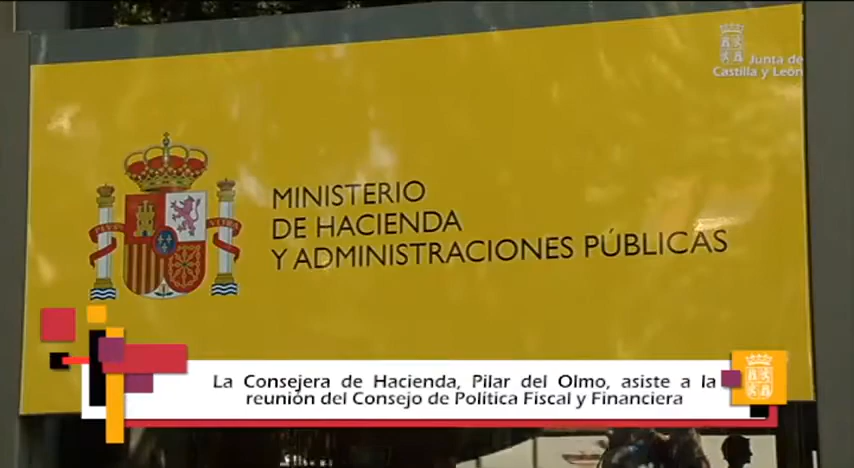 Junta de
Castilla y León
MINISTERIO
DE HACIENDA
Y ADMINISTRACIONES PÚBLICAS
La Consejera de Hacienda, Pilar del Olmo, asiste a la
reunión del Consejo de Política Fiscal y Financiera